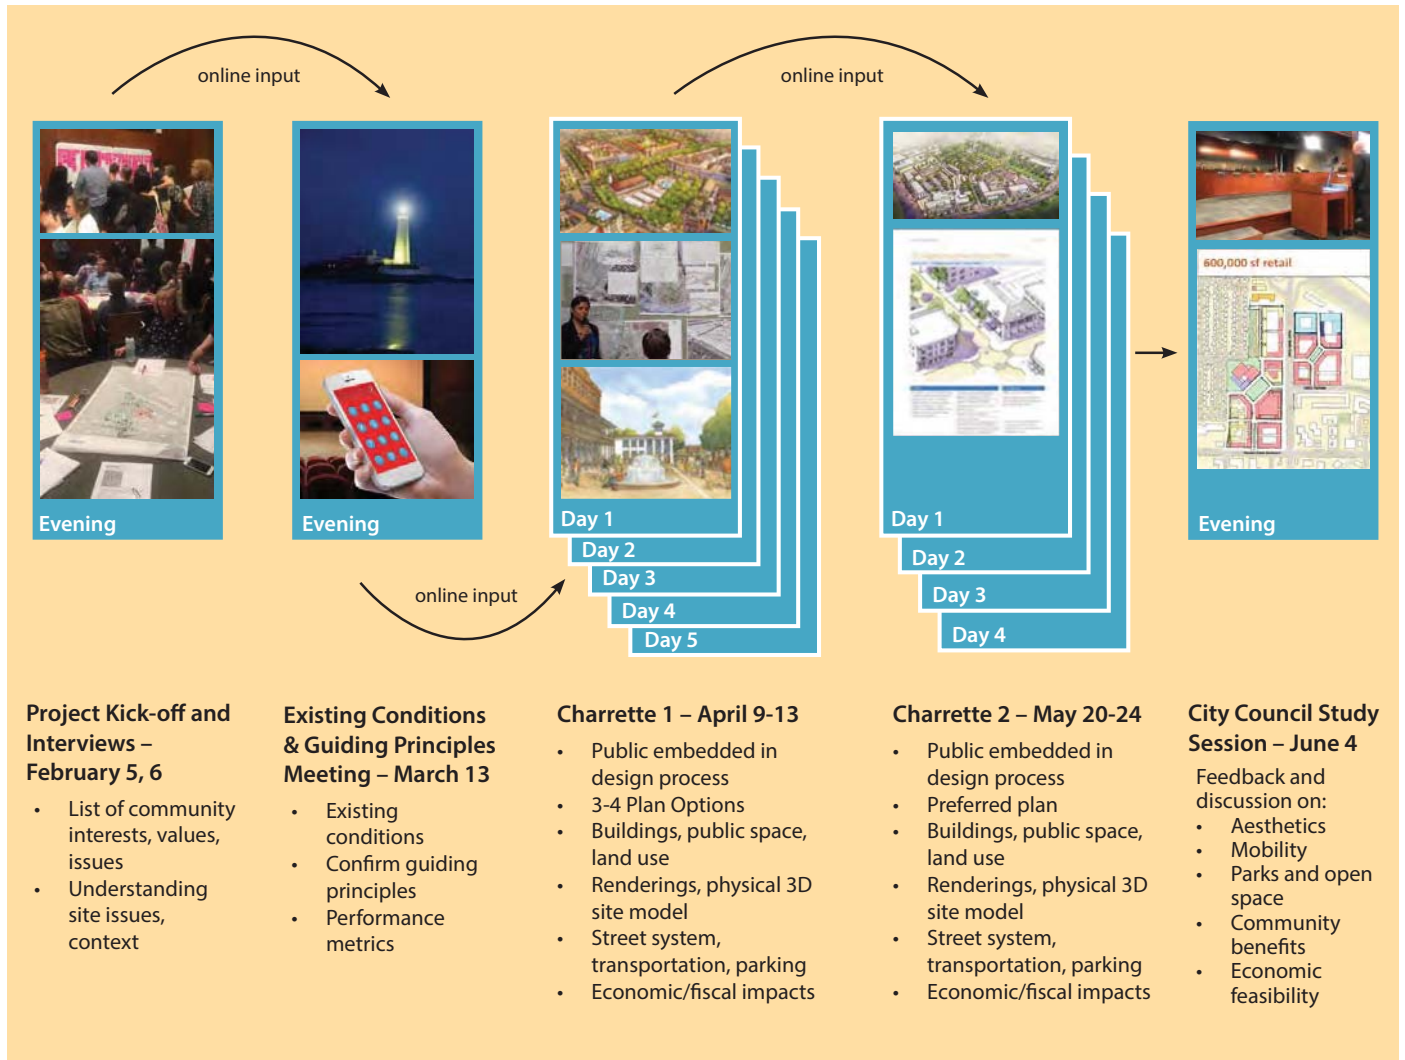 online input
online input
600,000 sf retail
Evening
Evening
Day 1
Day 2
Day 3
Day 4
Day 5
Day 1
Day 2
Day 3
Day 4
Evening
online input
Project Kick-off and
Interviews –
February 5, 6
• List of community
interests, values,
issues
• Understanding
site issues,
context
Existing Conditions
& Guiding Principles
Meeting – March 13
• Existing
conditions
• Confirm guiding
principles
• Performance
metrics
Charrette 1 – April 9-13
• Public embedded in
design process
• 3-4 Plan Options
• Buildings, public space,
land use
• Renderings, physical 3D
site model
• Street system,
transportation, parking
• Economic/fiscal impacts
Charrette 2 – May 20-24
• Public embedded in
design process
• Preferred plan
• Buildings, public space,
land use
• Renderings, physical 3D
site model
• Street system,
transportation, parking
• Economic/fiscal impacts
City Council Study
Session – June 4
Feedback and
discussion on:
• Aesthetics
• Mobility
• Parks and open
space
• Community
benefits
• Economic
feasibility